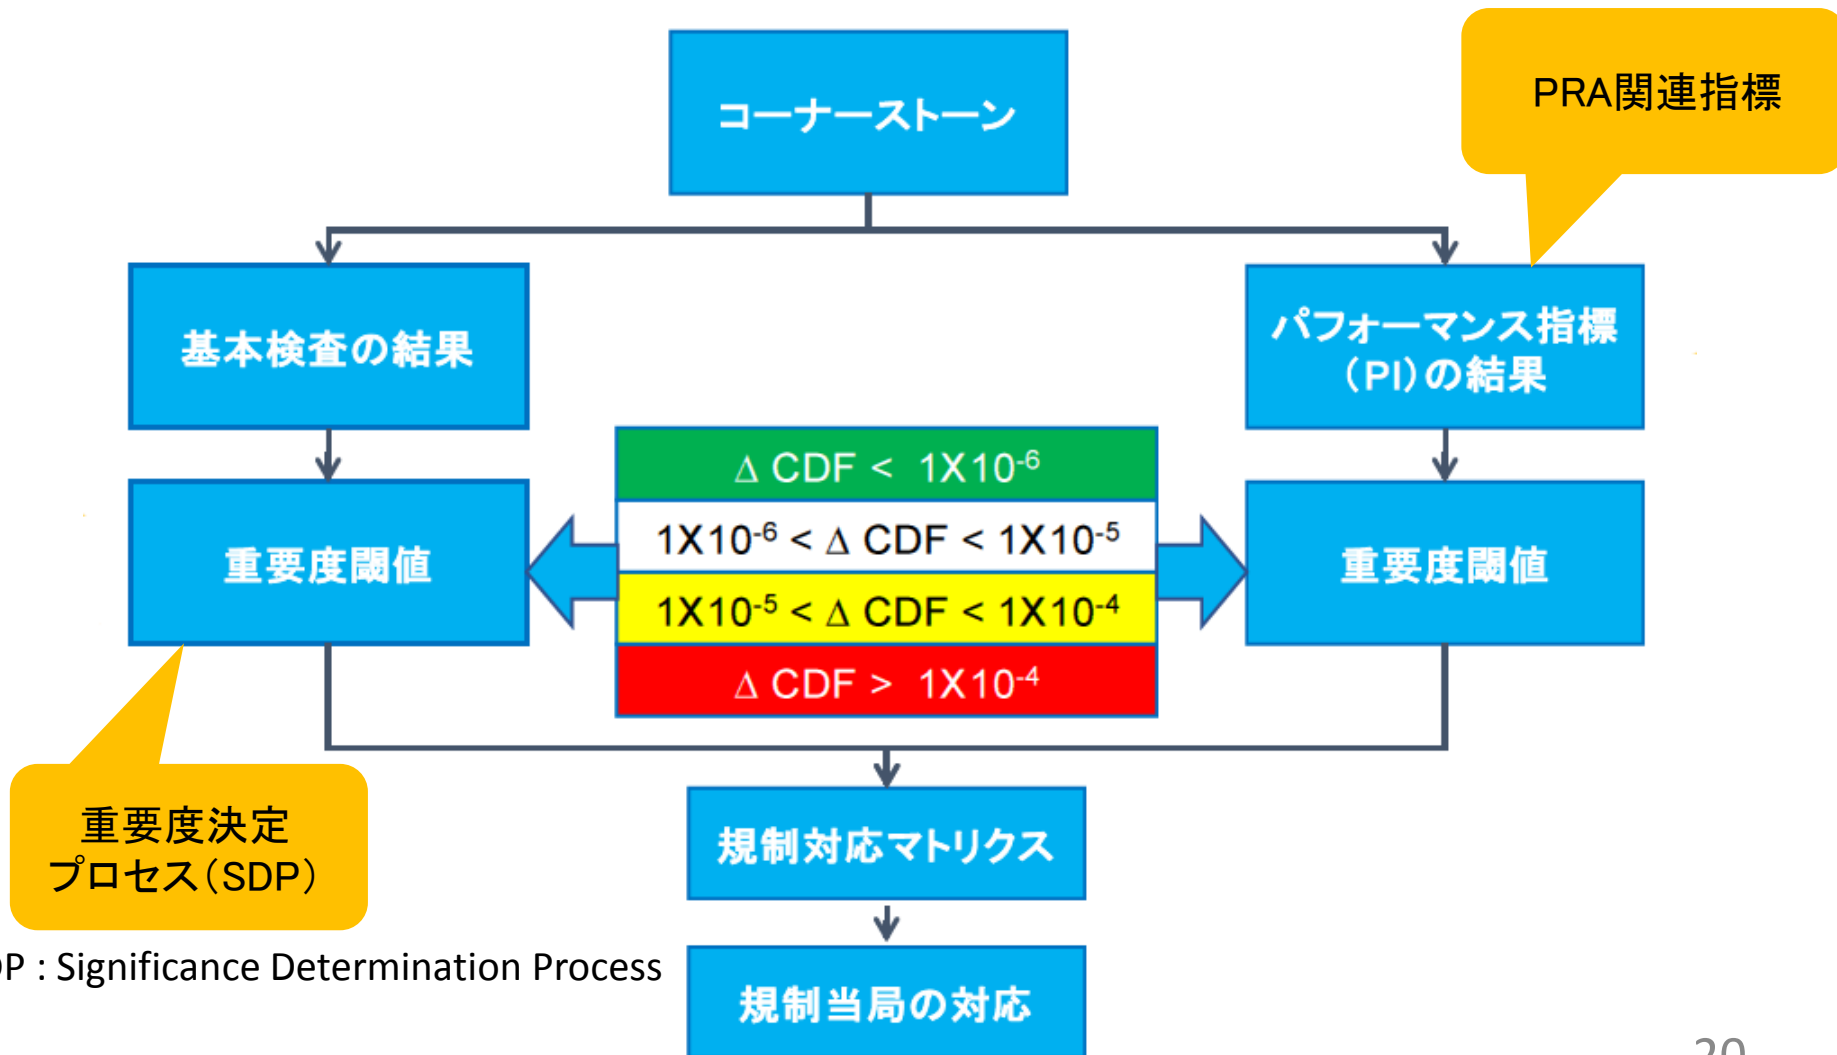 コーナーストーン
PRA関連指標
基本検査の結果
パフォーマンス指標
（PI）の結果
Δ CDF < 1X10⁻⁶
1X10⁻⁶ < Δ CDF < 1X10⁻⁵
1X10⁻⁵ < Δ CDF < 1X10⁻⁴
Δ CDF > 1X10⁻⁴
重要度閾値
重要度閾値
重要度決定
プロセス（SDP）
規制対応マトリクス
P : Significance Determination Process
規制当局の対応
20